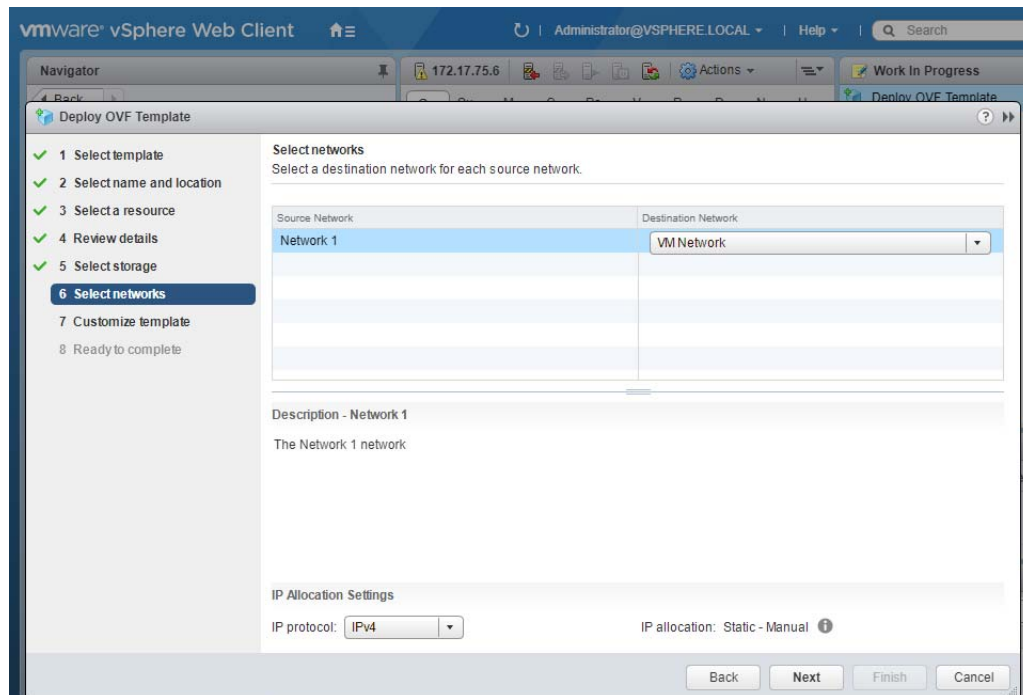 vmware® vSphere Web Client | Administrator@VSPHERE.LOCAL | Help | Search
Navigator 172.17.75.6 Actions Work In Progress
Back Deploy OVF Template
Deploy OVF Template
1 Select template
2 Select name and location
3 Select a resource
4 Review details
5 Select storage
6 Select networks
7 Customize template
8 Ready to complete
Select networks
Select a destination network for each source network.
Source Network Destination Network
Network 1 VM Network
Description - Network 1
The Network 1 network
IP Allocation Settings
IP protocol: IPv4 IP allocation: Static - Manual
Back Next Finish Cancel